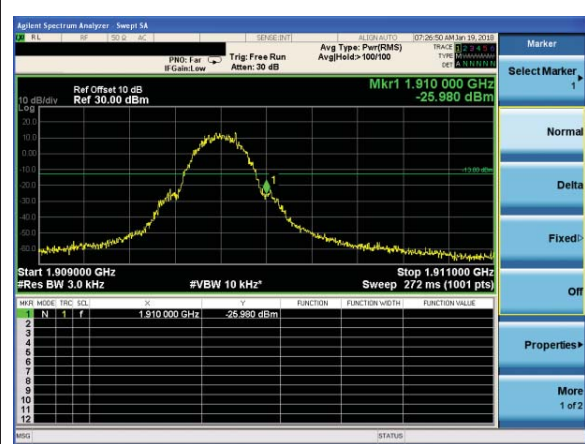 Agilent Spectrum Analyzer - Swept SA
RL RF 50 Ω AC SENSE:INT ALIGN AUTO 07:26:50 AM Jan 19, 2018
PNO: Far Trig: Free Run Avg Type: Pwr(RMS) TRACE 1 2 3 4 5 6
IFGain:Low Atten: 30 dB Avg|Hold:>100/100 TYPE
DET A N N N N N
Ref Offset 10 dB Mkr1 1.910 000 GHz
10 dB/div Ref 30.00 dBm -25.980 dBm
Log
20.0
10.0
0.00
-13.00 dBm
-10.0
-20.0
1
-30.0
-40.0
-50.0
-60.0
Start 1.909000 GHz Stop 1.911000 GHz
#Res BW 3.0 kHz #VBW 10 kHz* Sweep 272 ms (1001 pts)
MKR MODE TRC SCL X Y FUNCTION FUNCTION WIDTH FUNCTION VALUE
1 N 1 f 1.910 000 GHz -25.980 dBm
2
3
4
5
6
7
8
9
10
11
12
MSG STATUS
Marker
Select Marker
1
Normal
Delta
Fixed
Off
Properties
More
1 of 2